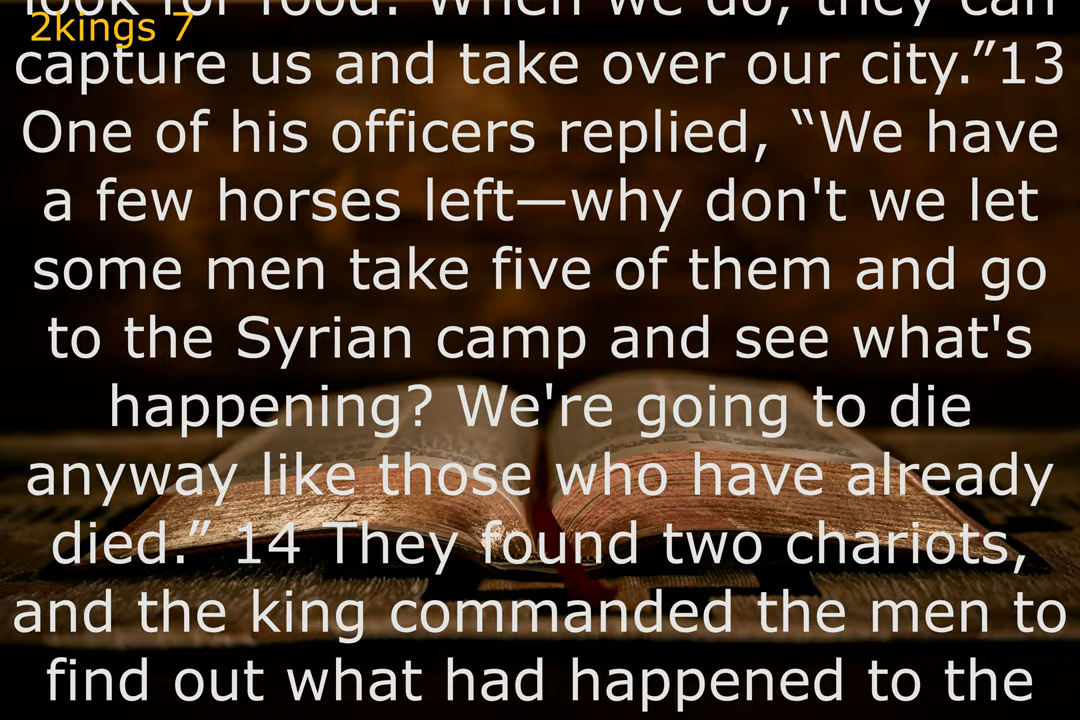 look for food. When we do, they can
2kings 7
capture us and take over our city.”13
One of his officers replied, “We have
a few horses left—why don't we let
some men take five of them and go
to the Syrian camp and see what's
happening? We're going to die
anyway like those who have already
died.” 14 They found two chariots,
and the king commanded the men to
find out what had happened to the